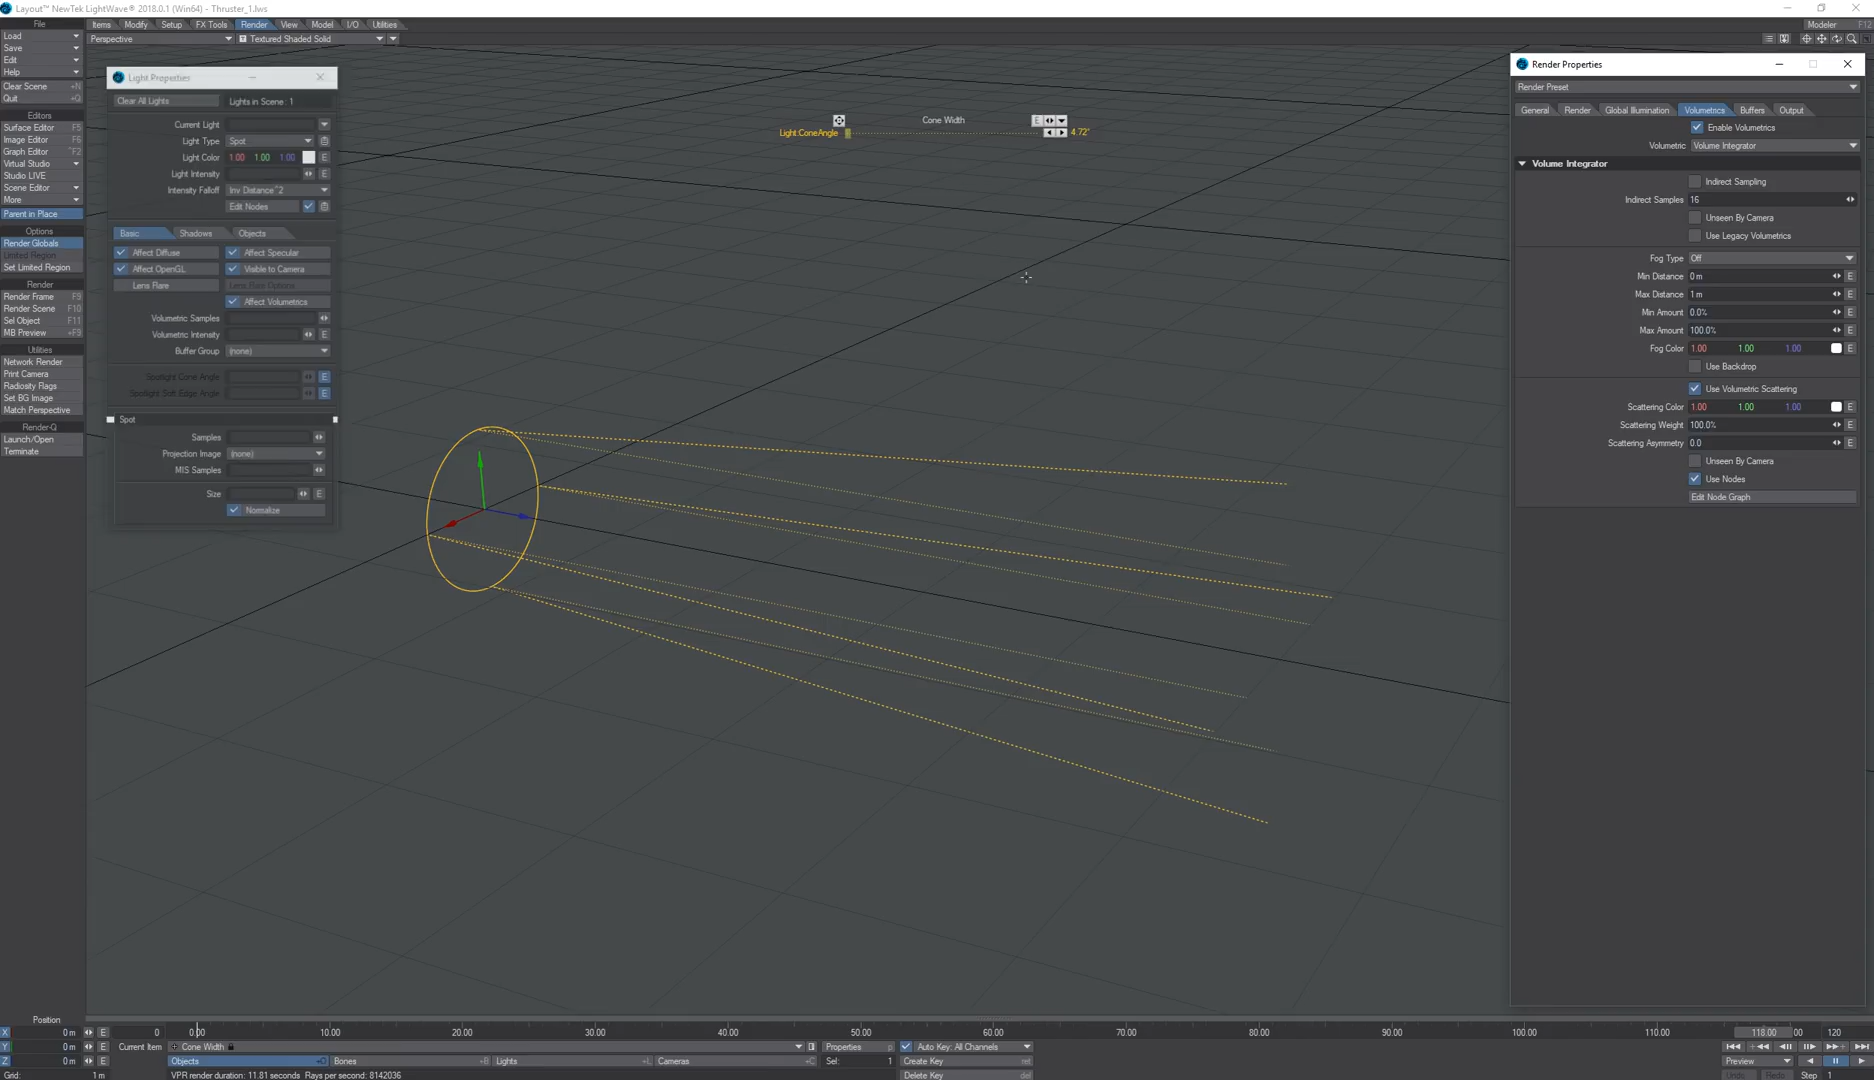 Layout™ NewTek LightWave® 2018.0.1 (Win64) - Thruster_1.lws
File
Items Modify Setup FX Tools Render View Model I/O Utilities
Modeler F12
Load
Save
Edit
Help
Clear Scene +N
Quit +Q
Editors
Surface Editor F5
Image Editor F6
Graph Editor ^F2
Virtual Studio
Studio LIVE
Scene Editor
More
Parent in Place
Options
Render Globals
Limited Region
Set Limited Region
Render
Render Frame F9
Render Scene F10
Sel Object F11
MB Preview +F9
Utilities
Network Render
Print Camera
Radiosity Flags
Set BG Image
Match Perspective
Render-Q
Launch/Open
Terminate
Perspective
Textured Shaded Solid
Light Properties
Clear All Lights Lights in Scene : 1
Current Light
Light Type Spot
Light Color 1.00 1.00 1.00 E
Light Intensity E
Intensity Falloff Inv Distance^2
Edit Nodes
Basic Shadows Objects
Affect Diffuse Affect Specular
Affect OpenGL Visible to Camera
Lens Flare Lens Flare Options
Affect Volumetrics
Volumetric Samples
Volumetric Intensity E
Buffer Group (none)
Spotlight Cone Angle E
Spotlight Soft Edge Angle E
Spot
Samples
Projection Image (none)
MIS Samples
Size E
Normalize
Cone Width E
Light:ConeAngle 4.72°
Render Properties
Render Preset
General Render Global Illumination Volumetrics Buffers Output
Enable Volumetrics
Volumetric Volume Integrator
Volume Integrator
Indirect Sampling
Indirect Samples 16
Unseen By Camera
Use Legacy Volumetrics
Fog Type Off
Min Distance 0 m E
Max Distance 1 m E
Min Amount 0.0% E
Max Amount 100.0% E
Fog Color 1.00 1.00 1.00 E
Use Backdrop
Use Volumetric Scattering
Scattering Color 1.00 1.00 1.00 E
Scattering Weight 100.0% E
Scattering Asymmetry 0.0 E
Unseen By Camera
Use Nodes
Edit Node Graph
Position
X 0 m E 0 0.00 10.00 20.00 30.00 40.00 50.00 60.00 70.00 80.00 90.00 100.00 110.00 118.00 00 120
Y 0 m E Current Item Cone Width Properties p Auto Key: All Channels
Z 0 m E Objects +O Bones +B Lights +L Cameras +C Sel: 1 Create Key ret Preview
Grid: 1 m VPR render duration: 11.81 seconds Rays per second: 8142036 Delete Key del Undo Redo Step 1